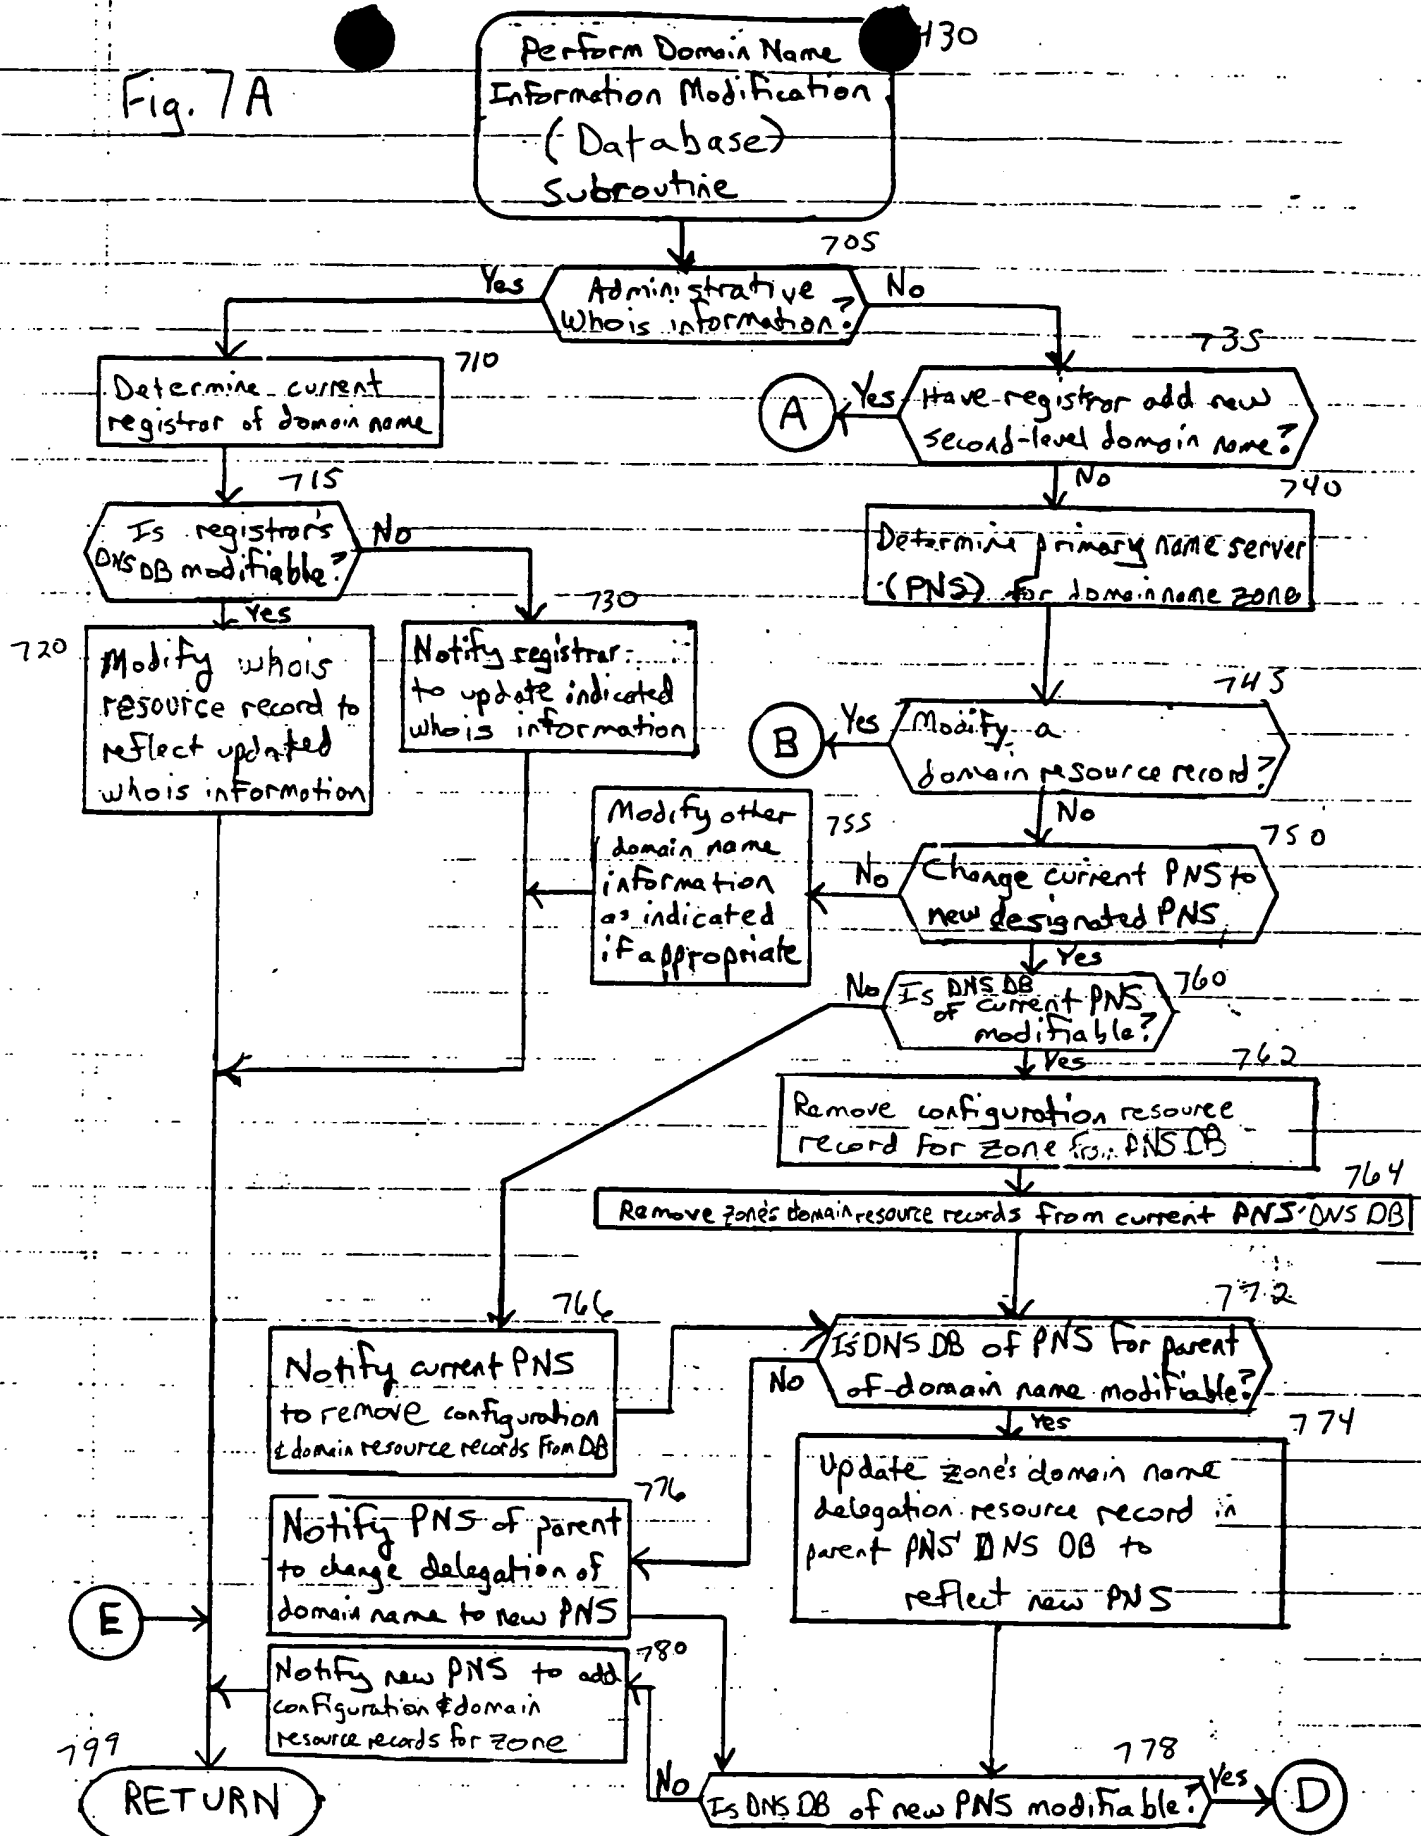 Fig. 7A
430
Perform Domain Name
Information Modification
(Database)
Subroutine
705
Yes
Administrative
Whois information?
No
710
Determine current
registrar of domain name
735
A
Yes
Have registrar add new
second-level domain name?
No
715
Is registrar's
DNS DB modifiable?
No
Yes
740
Determine primary name server
(PNS) for domain name zone
720
Modify whois
resource record to
reflect updated
whois information
730
Notify registrar
to update indicated
whois information
745
B
Yes
Modify a
domain resource record?
No
755
Modify other
domain name
information
as indicated
if appropriate
750
No
Change current PNS to
new designated PNS
Yes
760
No
Is DNS DB
of current PNS
modifiable?
Yes
762
Remove configuration resource
record for zone from PNS DB
764
Remove zone's domain resource records from current PNS' DNS DB
766
Notify current PNS
to remove configuration
& domain resource records from DB
772
Is DNS DB of PNS for parent
of domain name modifiable?
No
Yes
774
Update zone's domain name
delegation resource record in
parent PNS' DNS DB to
reflect new PNS
776
Notify PNS of parent
to change delegation of
domain name to new PNS
E
780
Notify new PNS to add
configuration & domain
resource records for zone
799
RETURN
778
No
Is DNS DB of new PNS modifiable?
Yes
D